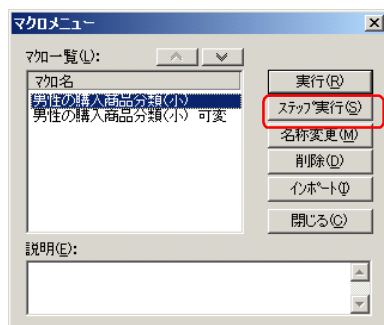 マクロメニュー
マクロ一覧(L):
マクロ名
男性の購入商品分類(小)
男性の購入商品分類(小) 可変
実行(R)
ステップ実行(S)
名称変更(M)
削除(D)
インポート(I)
閉じる(C)
説明(E):